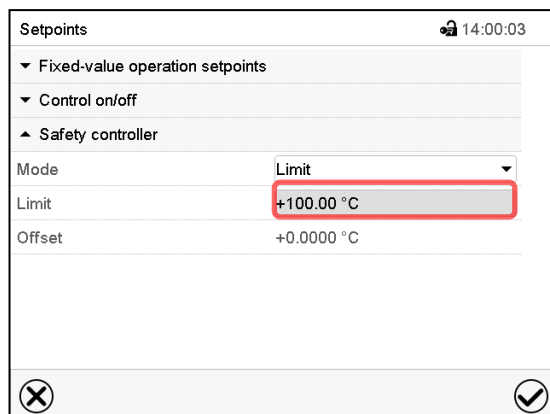 Setpoints 14:00:03
Fixed-value operation setpoints
Control on/off
Safety controller
Mode Limit
Limit +100.00 °C
Offset +0.0000 °C